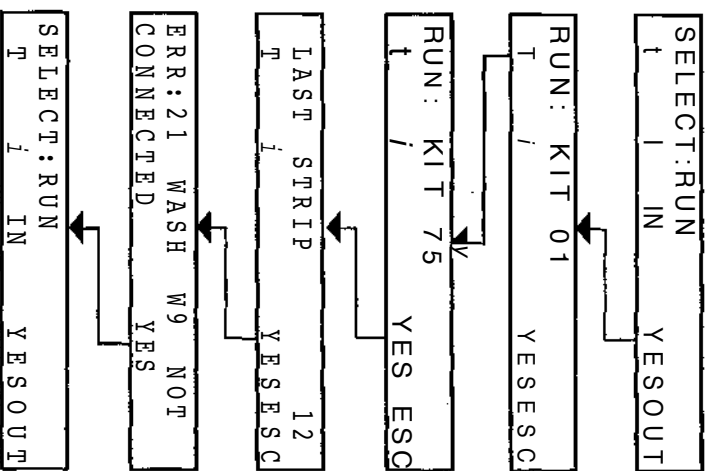 SELECT:RUN
t l IN YESOUT
RUN: KIT 01
T i YESESC
RUN: KIT 75
t i YES ESC
LAST STRIP 12
T i YESESC
ERR:21 WASH W9 NOT
CONNECTED YES
SELECT:RUN
T i IN YESOUT